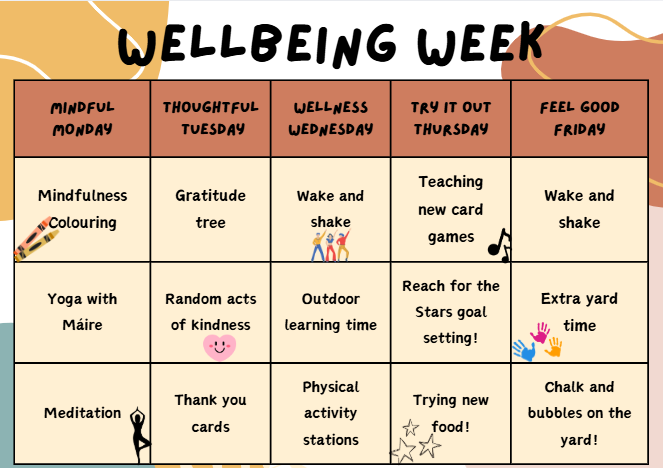 WELLBEING WEEK
MINDFUL
MONDAY
THOUGHTFUL
TUESDAY
WELLNESS
WEDNESDAY
TRY IT OUT
THURSDAY
FEEL GOOD
FRIDAY
Mindfulness
Colouring
Gratitude
tree
Wake and
shake
Teaching
new card
games
Wake and
shake
Yoga with
Máire
Random acts
of kindness
Outdoor
learning time
Reach for the
Stars goal
setting!
Extra yard
time
Meditation
Thank you
cards
Physical
activity
stations
Trying new
food!
Chalk and
bubbles on the
yard!